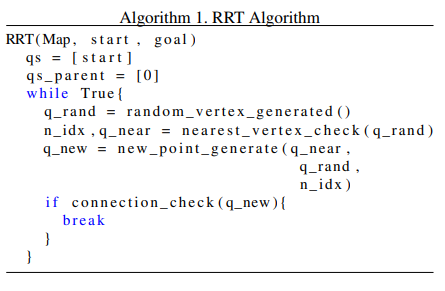 Algorithm 1. RRT Algorithm
RRT(Map, start, goal)
qs = [start]
qs_parent = [0]
while True{
q_rand = random_vertex_generated()
n_idx,q_near = nearest_vertex_check(q_rand)
q_new = new_point_generate(q_near,
q_rand,
n_idx)
if connection_check(q_new){
break
}
}